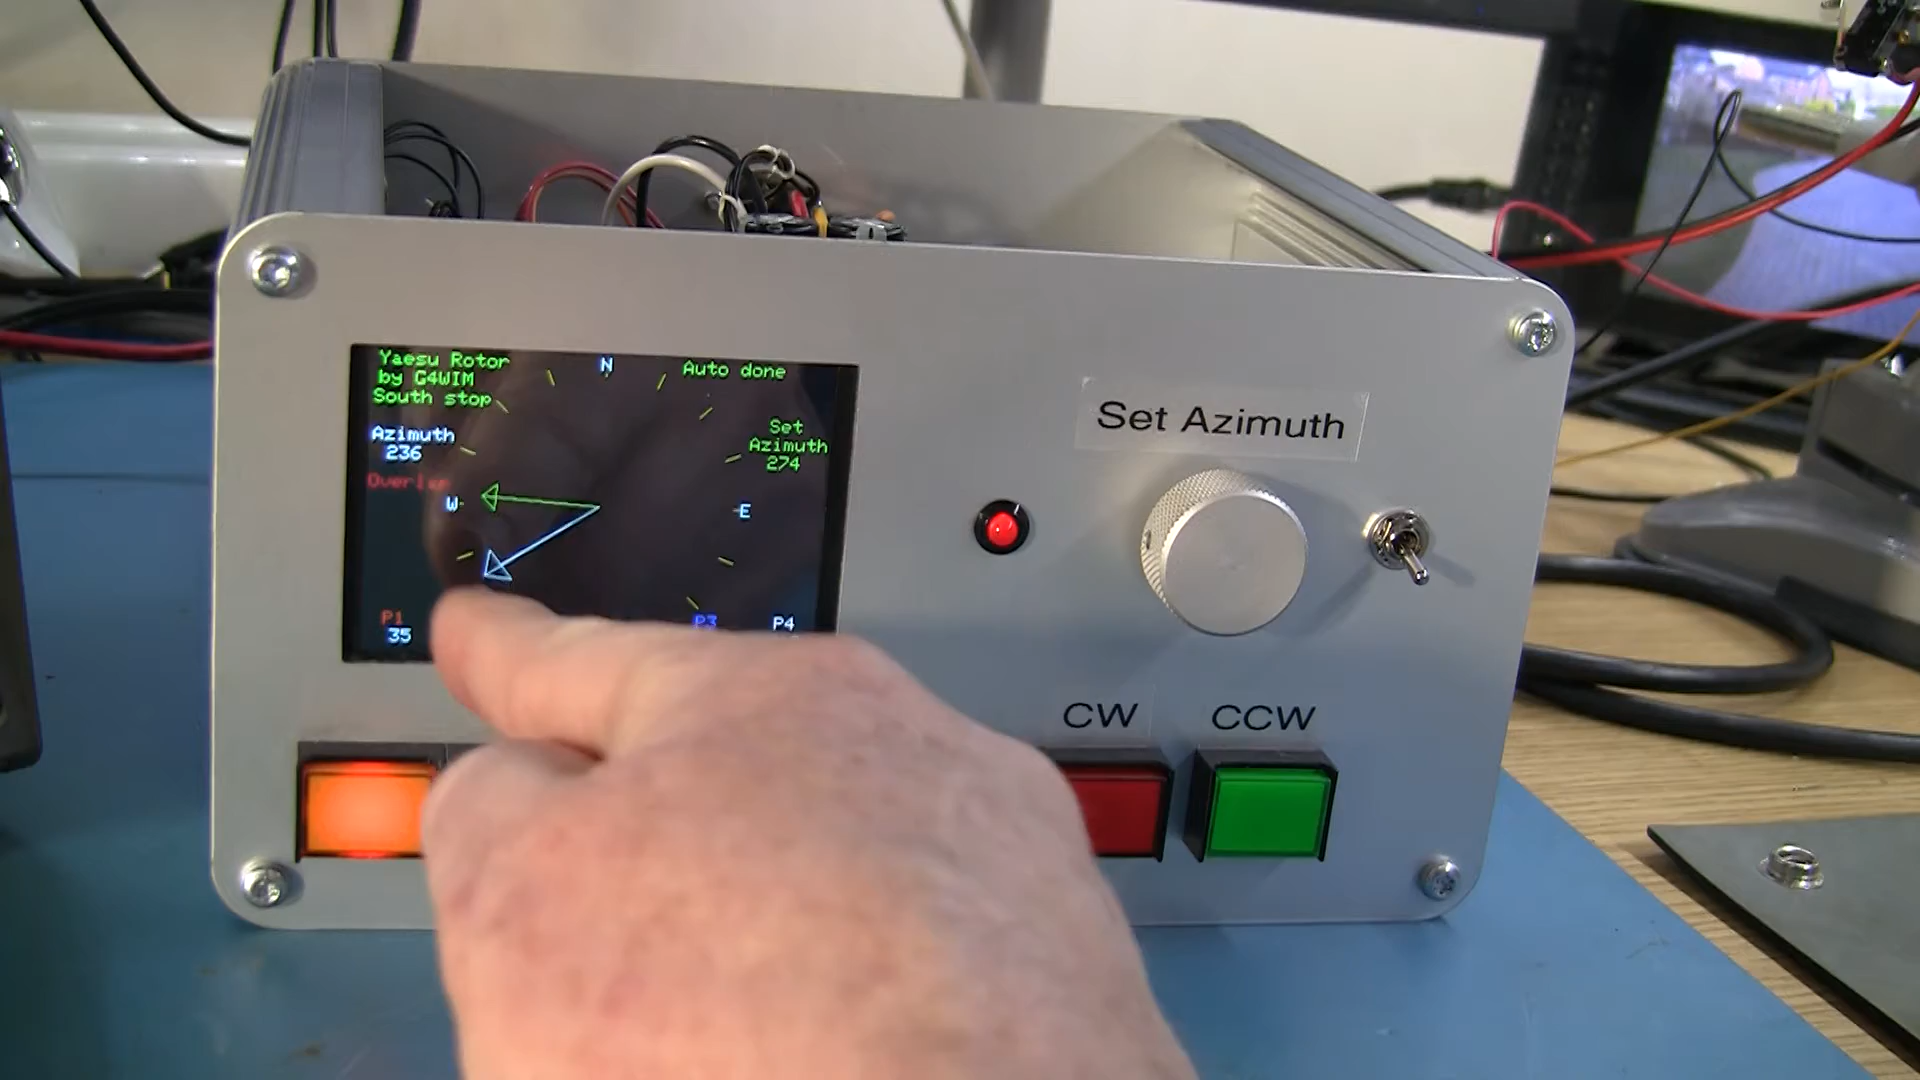 Yaesu Rotor
by G4WIM
South stop
N
Auto done
Azimuth
236
Overlap
Set
Azimuth
274
W
E
P1
35
P3
P4
Set Azimuth
CW
CCW